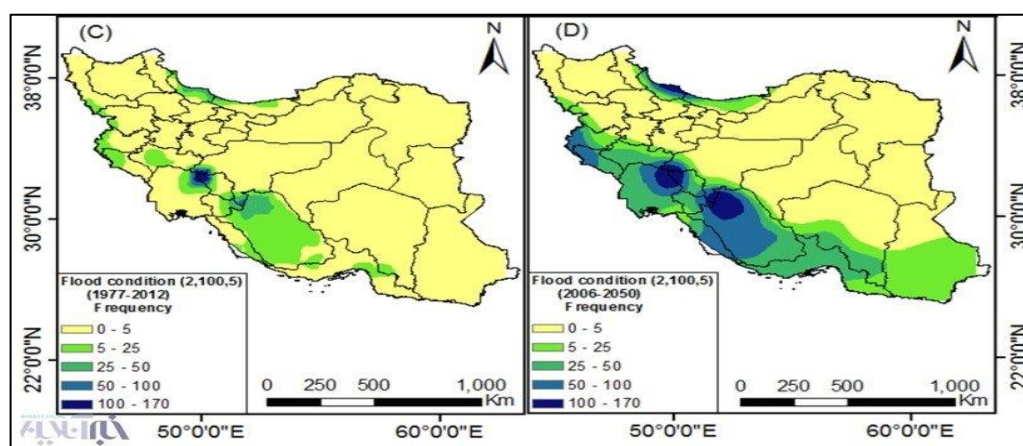 (C)
N
38°0'0"N
30°0'0"N
22°0'0"N
Flood condition (2,100,5)
(1977-2012)
Frequency
0 - 5
5 - 25
25 - 50
50 - 100
100 - 170
0 250 500 1,000
Km
50°0'0"E 60°0'0"E
خبرآنلاین
(D)
N
38°0'0"N
30°0'0"N
22°0'0"N
Flood condition (2,100,5)
(2006-2050)
Frequency
0 - 5
5 - 25
25 - 50
50 - 100
100 - 170
0 250 500 1,000
Km
50°0'0"E 60°0'0"E